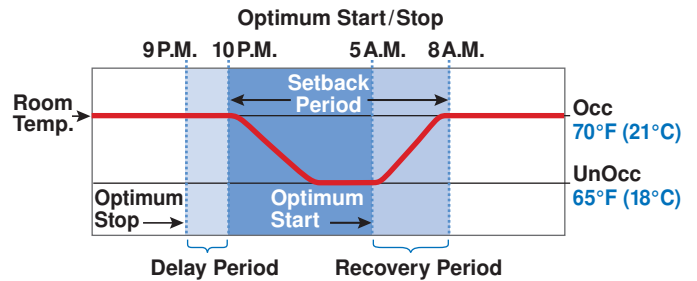 Optimum Start/Stop
9 P.M. 10 P.M. 5 A.M. 8 A.M.
Setback
Period
Room
Temp.
Occ
70°F (21°C)
UnOcc
65°F (18°C)
Optimum
Stop
Optimum
Start
Delay Period
Recovery Period